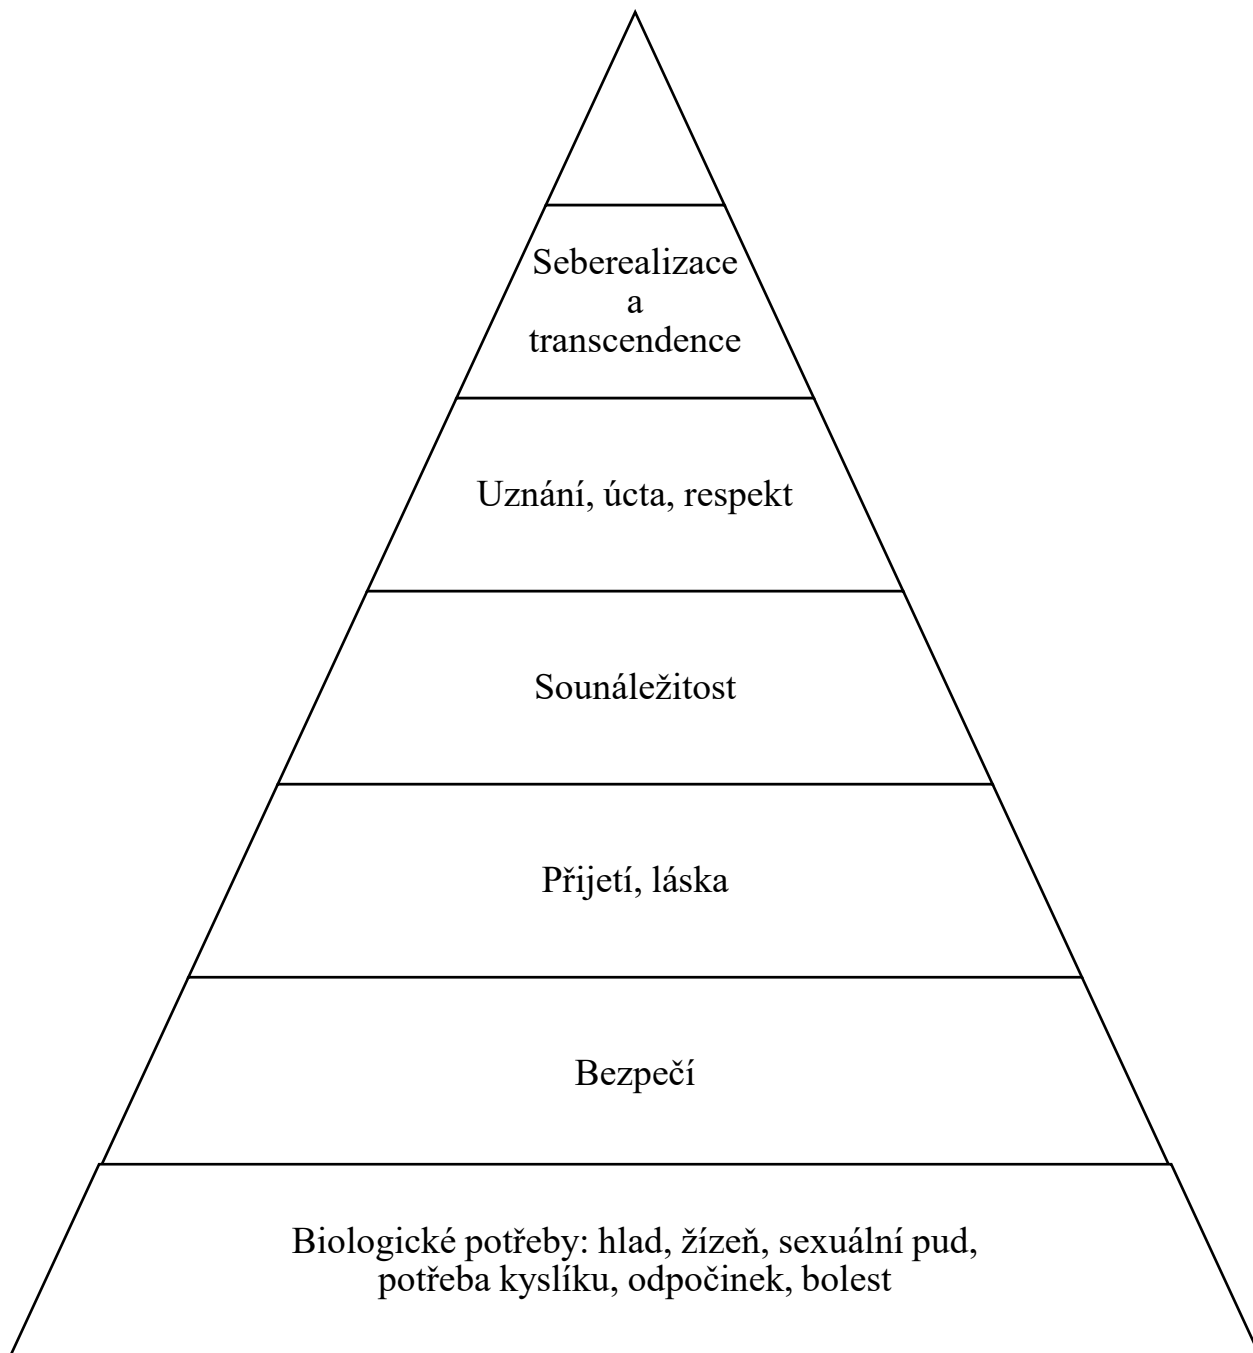 Seberealizace
a
transcendence
Uznání, úcta, respekt
Sounáležitost
Přijetí, láska
Bezpečí
Biologické potřeby: hlad, žízeň, sexuální pud,
potřeba kyslíku, odpočinek, bolest